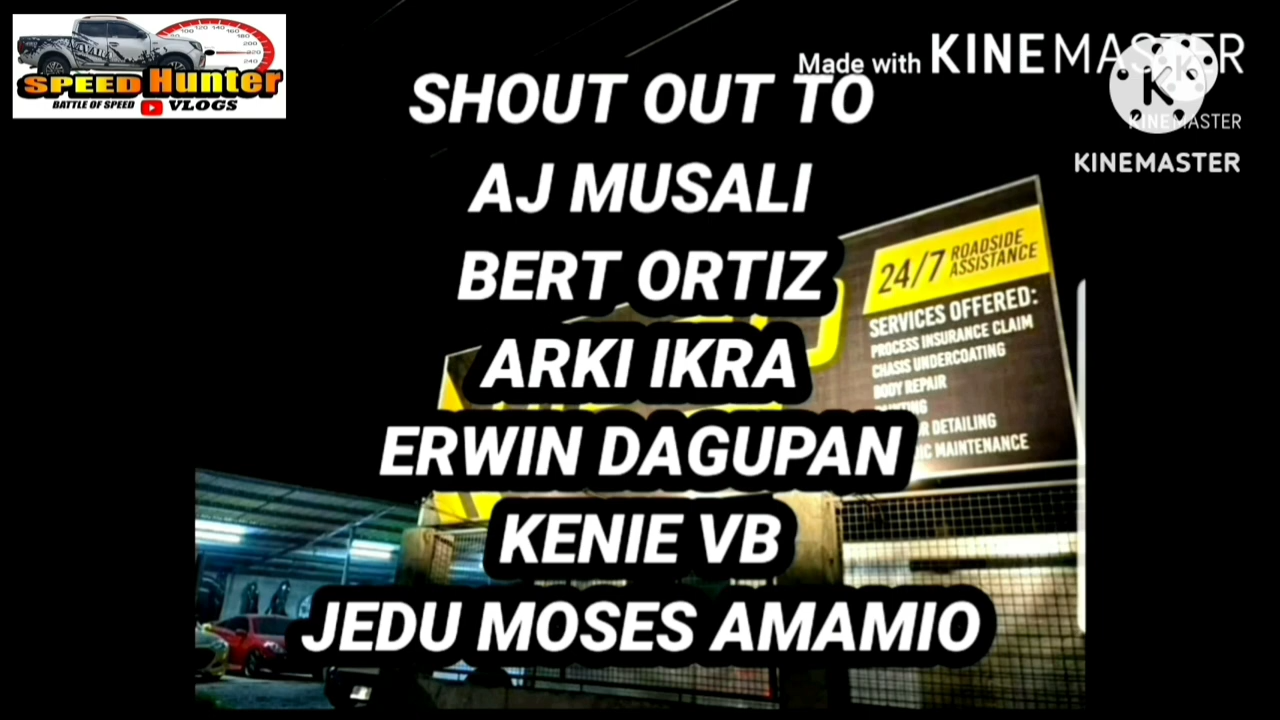 SPEED Hunter
BATTLE OF SPEED VLOGS
Made with KINEMASTER
KINEMASTER
KINEMASTER
SHOUT OUT TO
AJ MUSALI
BERT ORTIZ
ARKI IKRA
ERWIN DAGUPAN
KENIE VB
JEDU MOSES AMAMIO
24/7 ROADSIDE
ASSISTANCE
SERVICES OFFERED:
PROCESS INSURANCE CLAIM
CHASIS UNDERCOATING
BODY REPAIR
DETAILING
MAINTENANCE